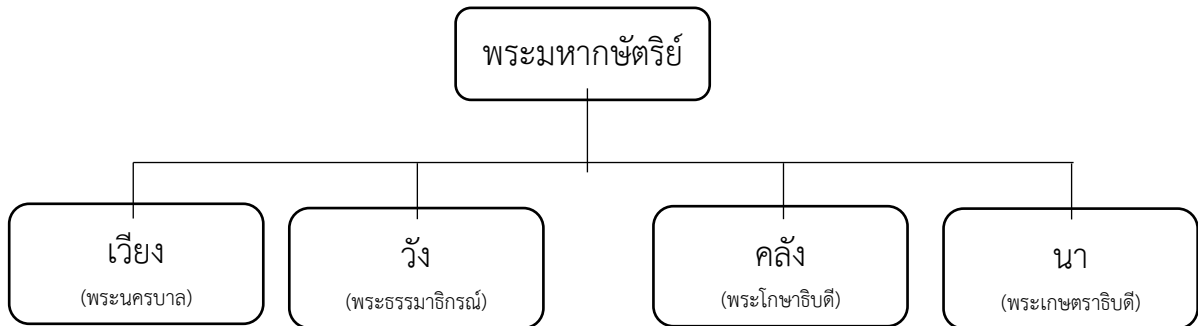 พระมหากษัตริย์
เวียง
(พระนครบาล)
วัง
(พระธรรมาธิกรณ์)
คลัง
(พระโกษาธิบดี)
นา
(พระเกษตราธิบดี)